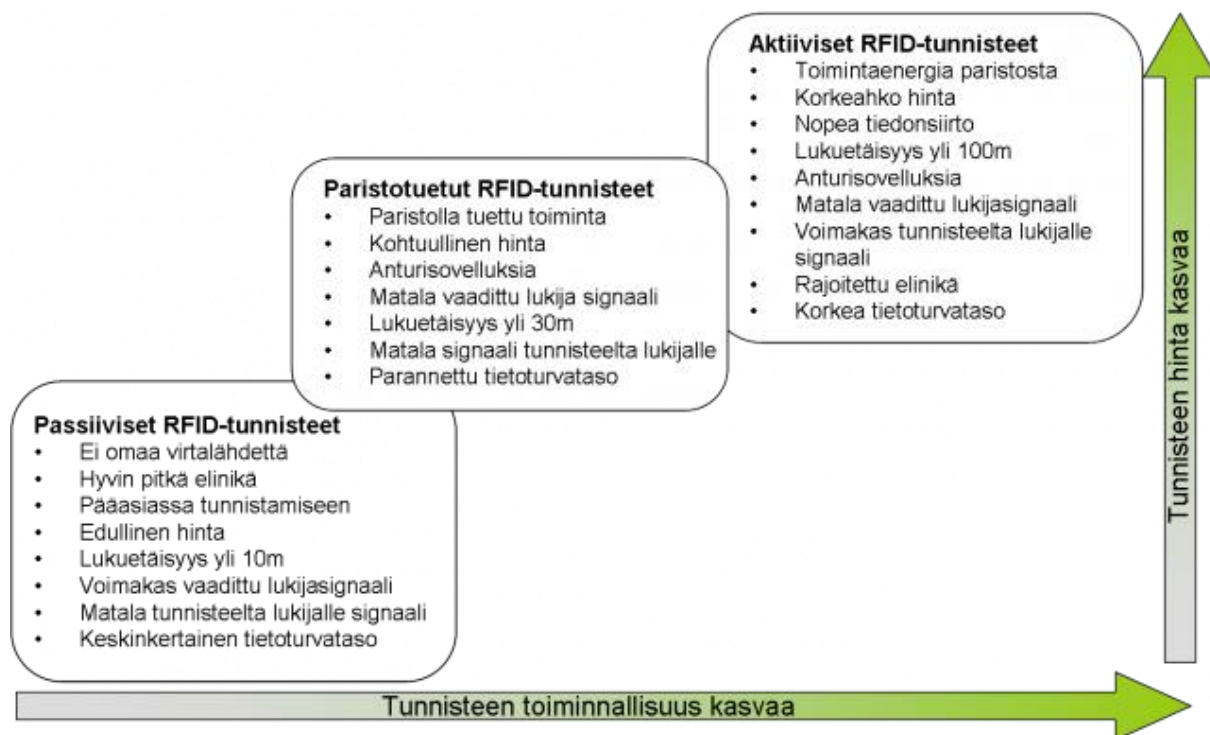 Aktiiviset RFID-tunnisteet
• Toimintaenergia paristosta
• Korkeahko hinta
• Nopea tiedonsiirto
• Lukuetäisyys yli 100m
• Anturisovelluksia
• Matala vaadittu lukijasignaali
• Voimakas tunnisteelta lukijalle
signaali
• Rajoitettu elinikä
• Korkea tietoturvataso
Paristotuetut RFID-tunnisteet
• Paristolla tuettu toiminta
• Kohtuullinen hinta
• Anturisovelluksia
• Matala vaadittu lukija signaali
• Lukuetäisyys yli 30m
• Matala signaali tunnisteelta lukijalle
• Parannettu tietoturvataso
Passiiviset RFID-tunnisteet
• Ei omaa virtalähdettä
• Hyvin pitkä elinikä
• Pääasiassa tunnistamiseen
• Edullinen hinta
• Lukuetäisyys yli 10m
• Voimakas vaadittu lukijasignaali
• Matala tunnisteelta lukijalle signaali
• Keskinkertainen tietoturvataso
Tunnisteen hinta kasvaa
Tunnisteen toiminnallisuus kasvaa